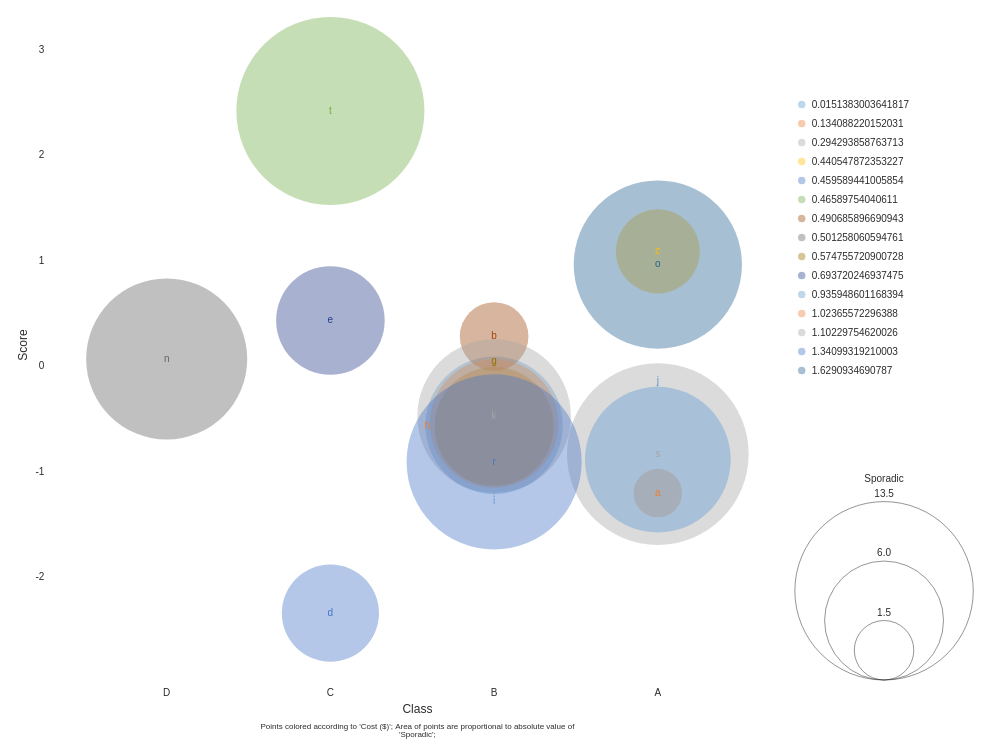 3
2
1
0
-1
-2
Score
t
n
e
d
b
g
k
r
i
c
o
j
s
a
D
C
B
A
Class
Points colored according to 'Cost ($)'; Area of points are proportional to absolute value of
'Sporadic';
0.0151383003641817
0.134088220152031
0.294293858763713
0.440547872353227
0.459589441005854
0.46589754040611
0.490685896690943
0.501258060594761
0.574755720900728
0.693720246937475
0.935948601168394
1.02365572296388
1.10229754620026
1.34099319210003
1.6290934690787
Sporadic
13.5
6.0
1.5